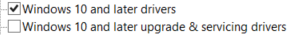 Windows 10 and later drivers
Windows 10 and later upgrade & servicing drivers